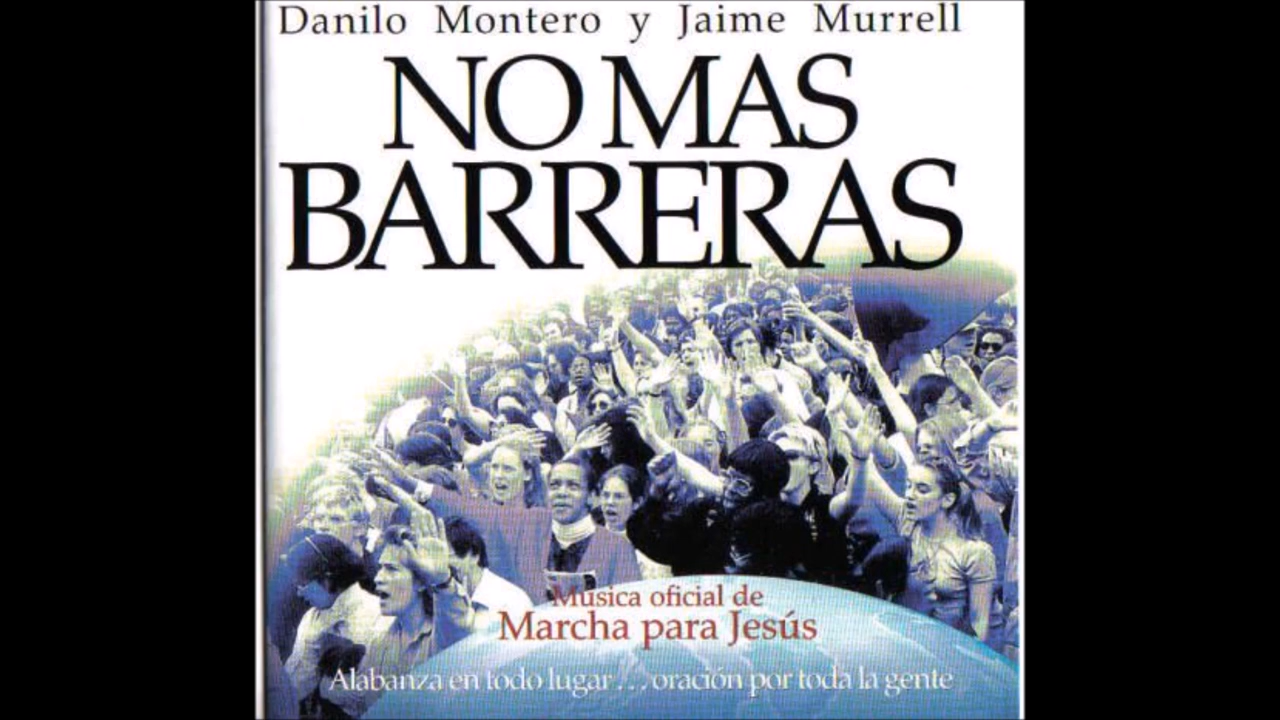 Danilo Montero y Jaime Murrell
NO MAS
BARRERAS
Música oficial de
Marcha para Jesús
Alabanza en todo lugar... oración por toda la gente